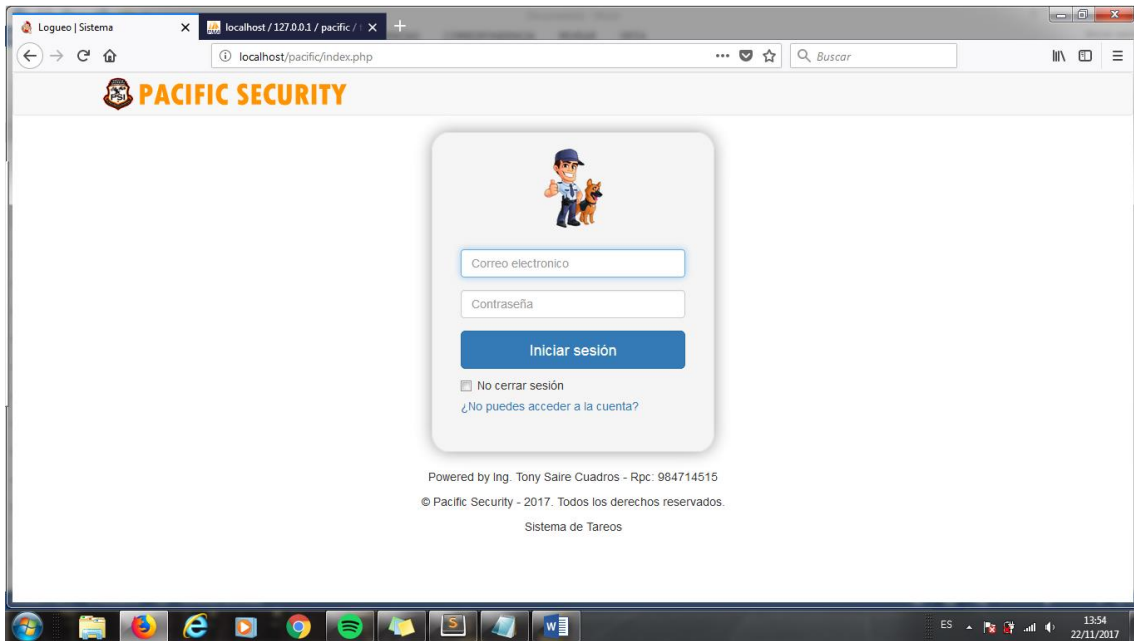 Logueo | Sistema
localhost / 127.0.0.1 / pacific /
localhost/pacific/index.php
Buscar
PSI
PACIFIC SECURITY
Correo electronico
Contraseña
Iniciar sesión
No cerrar sesión
¿No puedes acceder a la cuenta?
Powered by Ing. Tony Saire Cuadros - Rpc: 984714515
© Pacific Security - 2017. Todos los derechos reservados.
Sistema de Tareos
ES
13:54
22/11/2017